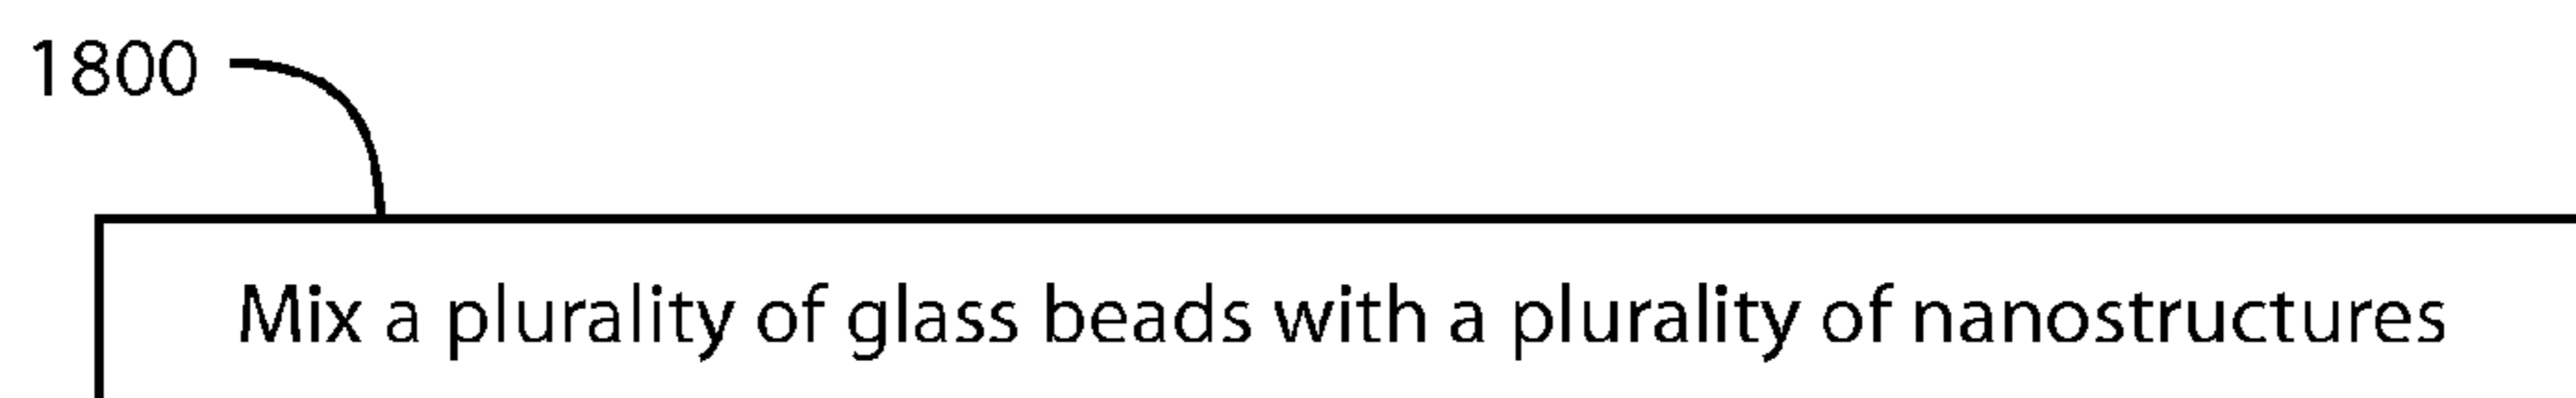 1800
Mix a plurality of glass beads with a plurality of nanostructures